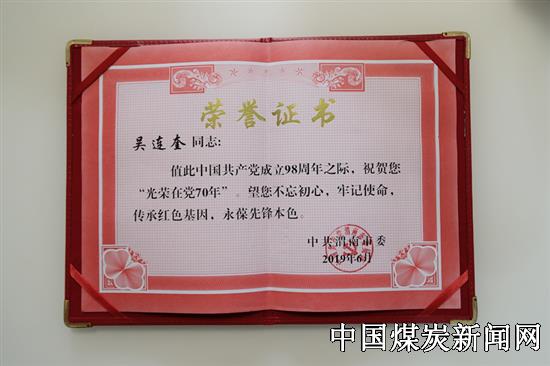 荣誉证书
吴连奎同志:
值此中国共产党成立98周年之际，祝贺您
“光荣在党70年”。望您不忘初心，牢记使命，
传承红色基因，永葆先锋本色。
中共渭南市委
2019年6月
中国煤炭新闻网